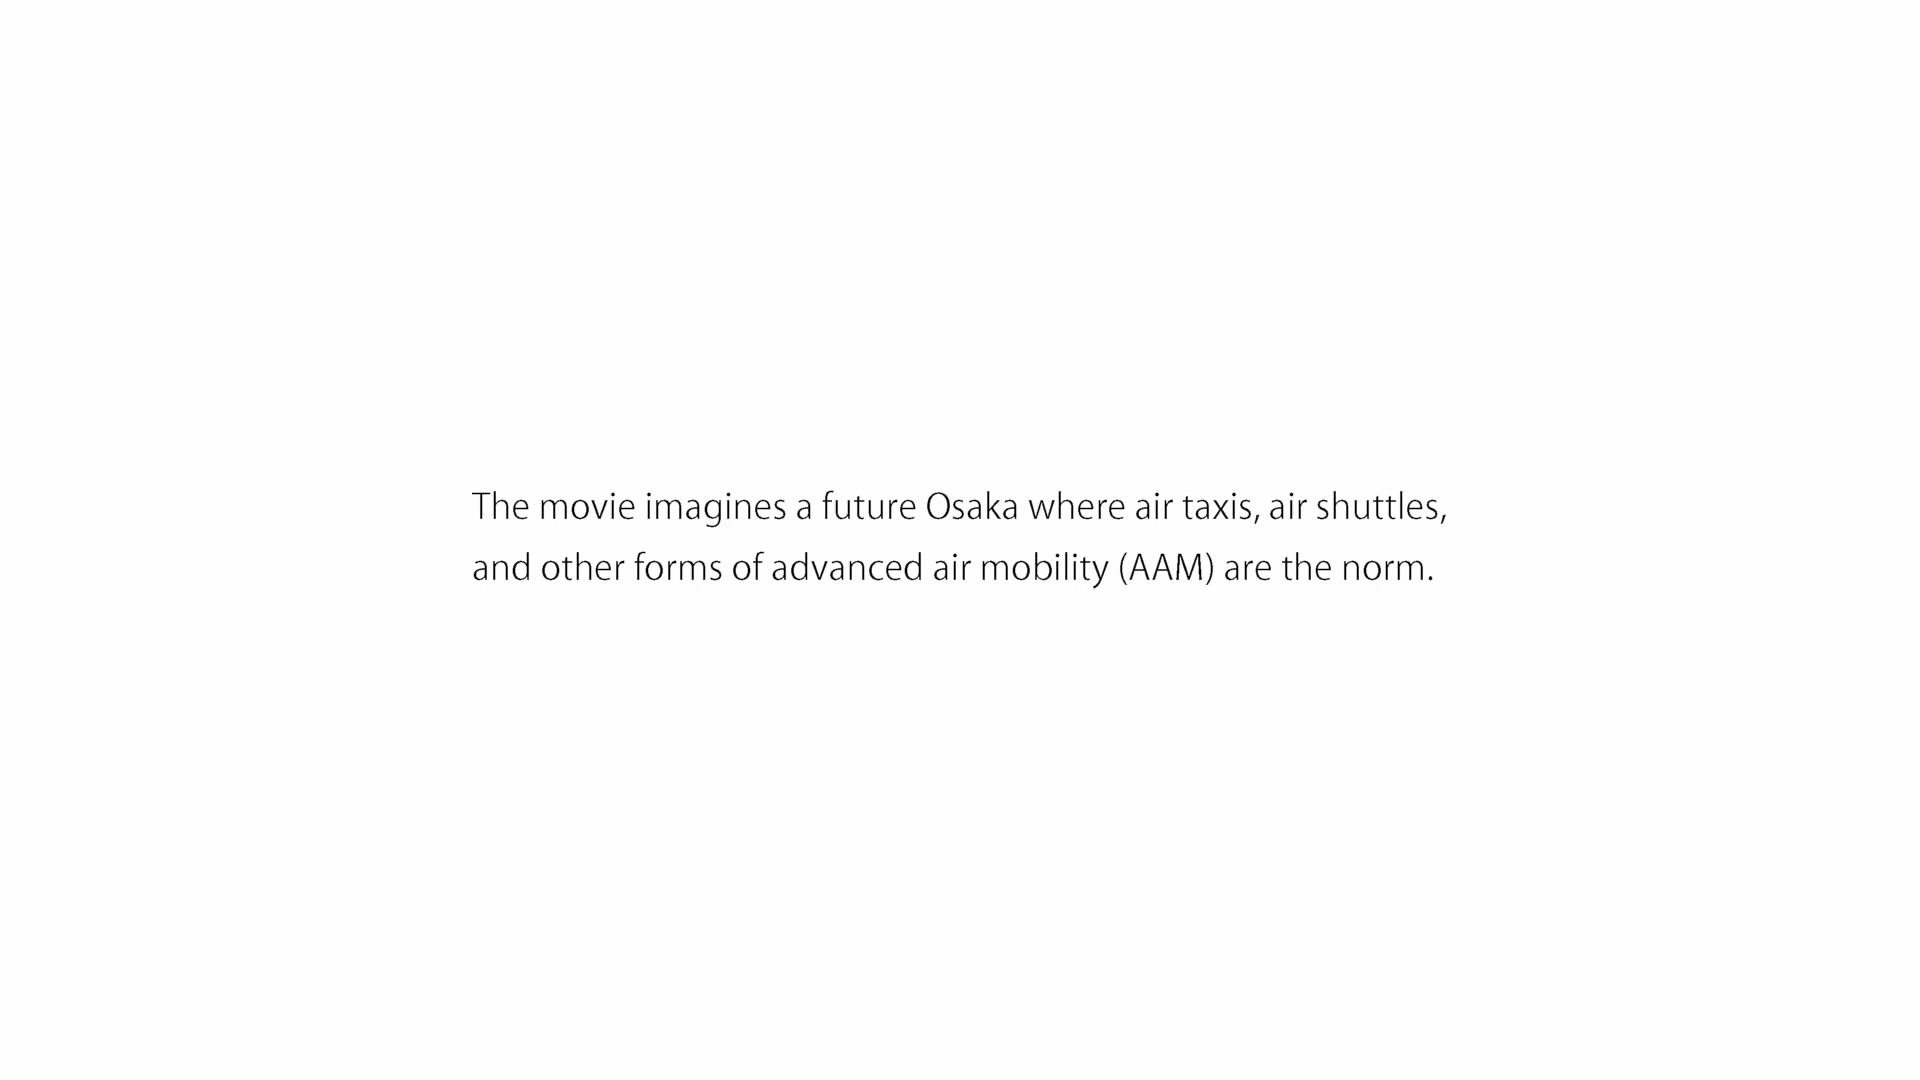 The movie imagines a future Osaka where air taxis, air shuttles,
and other forms of advanced air mobility (AAM) are the norm.